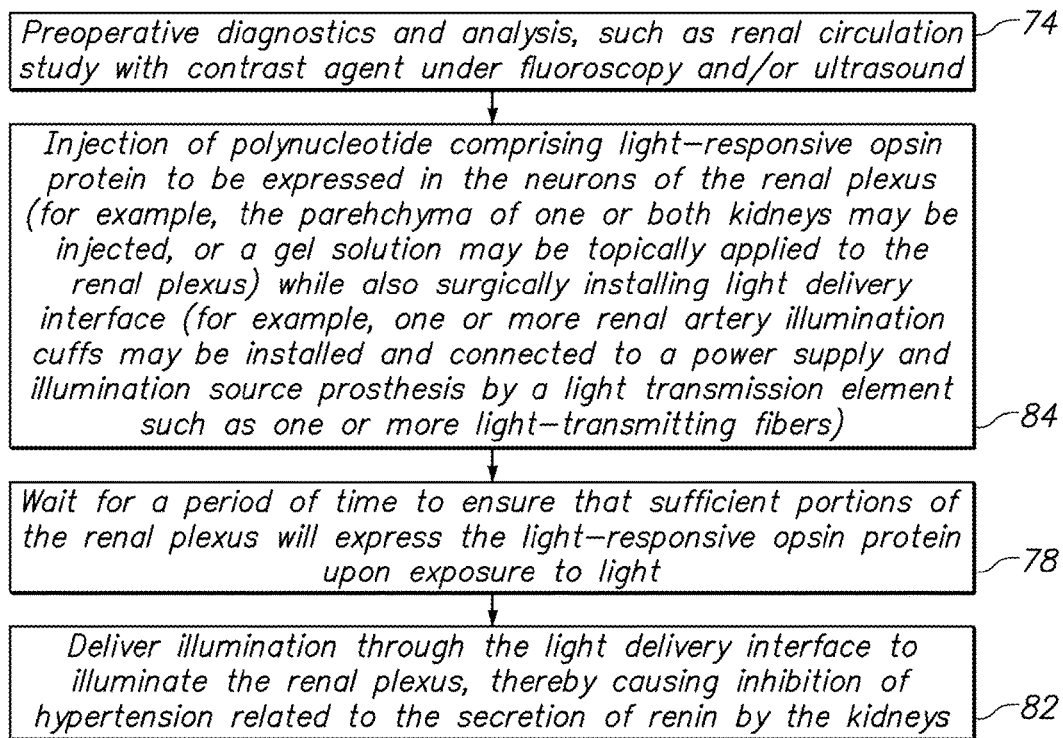 Preoperative diagnostics and analysis, such as renal circulation
study with contrast agent under fluoroscopy and/or ultrasound
74
Injection of polynucleotide comprising light-responsive opsin
protein to be expressed in the neurons of the renal plexus
(for example, the parehchyma of one or both kidneys may be
injected, or a gel solution may be topically applied to the
renal plexus) while also surgically installing light delivery
interface (for example, one or more renal artery illumination
cuffs may be installed and connected to a power supply and
illumination source prosthesis by a light transmission element
such as one or more light-transmitting fibers)
84
Wait for a period of time to ensure that sufficient portions of
the renal plexus will express the light-responsive opsin protein
upon exposure to light
78
Deliver illumination through the light delivery interface to
illuminate the renal plexus, thereby causing inhibition of
hypertension related to the secretion of renin by the kidneys
82